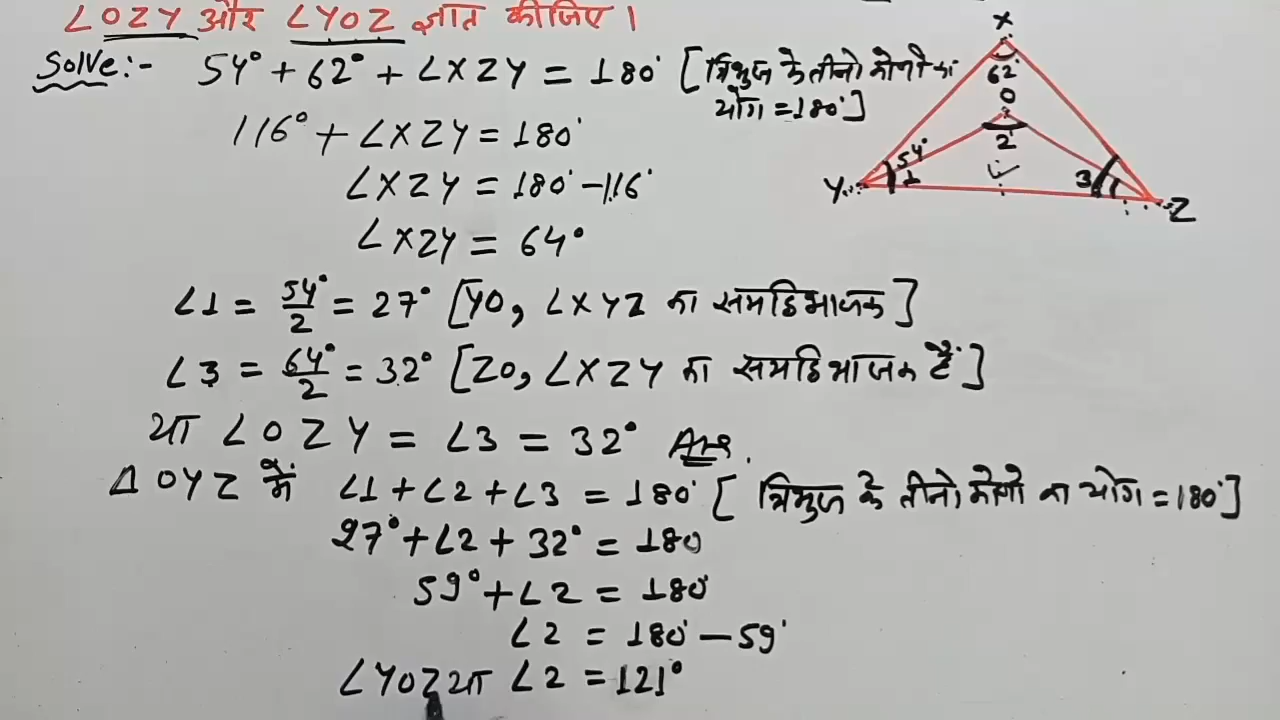 ∠OZY और ∠YOZ ज्ञात कीजिए।
Solve:- 54° + 62° + ∠XZY = 180° [त्रिभुज के तीनो कोणो का
योग = 180°]
116° + ∠XZY = 180°
∠XZY = 180° - 116°
∠XZY = 64°
∠1 = 54°/2 = 27° [YO, ∠XYZ का समद्विभाजक]
∠3 = 64°/2 = 32° [ZO, ∠XZY का समद्विभाजक है]
या ∠OZY = ∠3 = 32° Ans.
Δ OYZ में ∠1 + ∠2 + ∠3 = 180° [त्रिभुज के तीनो कोणो का योग = 180°]
27° + ∠2 + 32° = 180
59° + ∠2 = 180°
∠2 = 180° - 59°
∠YOZ या ∠2 = 121°
X
62°
O
2
54°
Y
1
3
Z